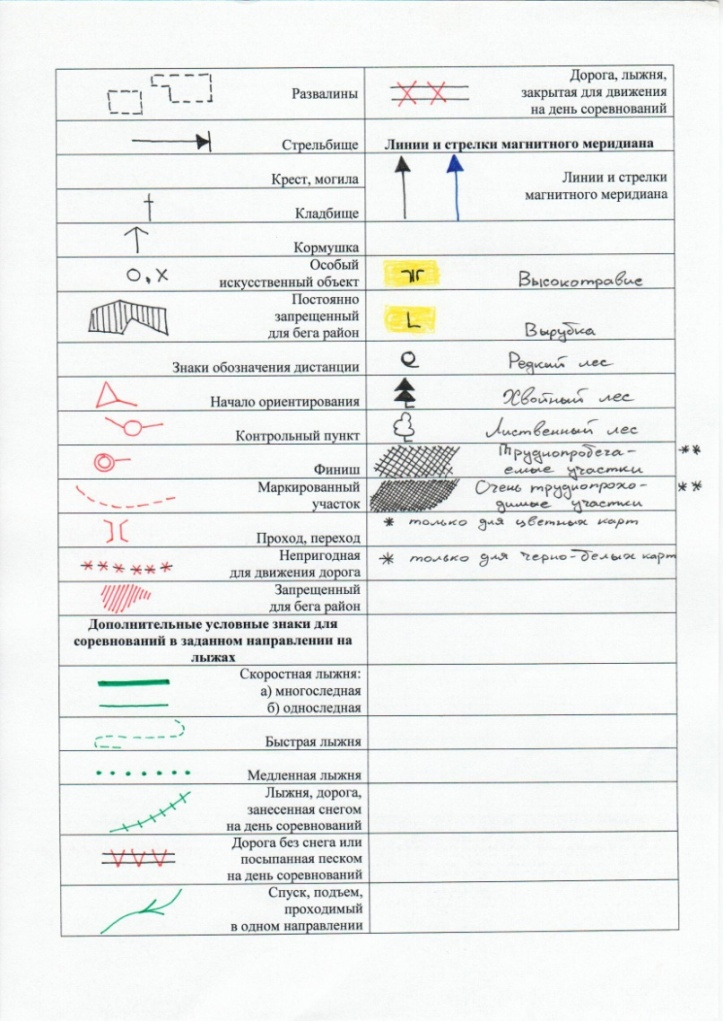 Развалины
Стрельбище
Крест, могила
Кладбище
Кормушка
Особый
искусственный объект
Постоянно
запрещенный
для бега район
Знаки обозначения дистанции
Начало ориентирования
Контрольный пункт
Финиш
Маркированный
участок
Проход, переход
Непригодная
для движения дорога
Запрещенный
для бега район
Дополнительные условные знаки для
соревнований в заданном направлении на
лыжах
Скоростная лыжня:
а) многоследная
б) односледная
Быстрая лыжня
Медленная лыжня
Лыжня, дорога,
занесенная снегом
на день соревнований
Дорога без снега или
посыпанная песком
на день соревнований
Спуск, подъем,
проходимый
в одном направлении
Дорога, лыжня,
закрытая для движения
на день соревнований
Линии и стрелки магнитного меридиана
Линии и стрелки
магнитного меридиана
Высокотравие
Вырубка
Редкий лес
Хвойный лес
Лиственный лес
Труднопробега-
емые участки **
Очень труднопрохо-
димые участки **
* только для цветных карт
* только для черно-белых карт